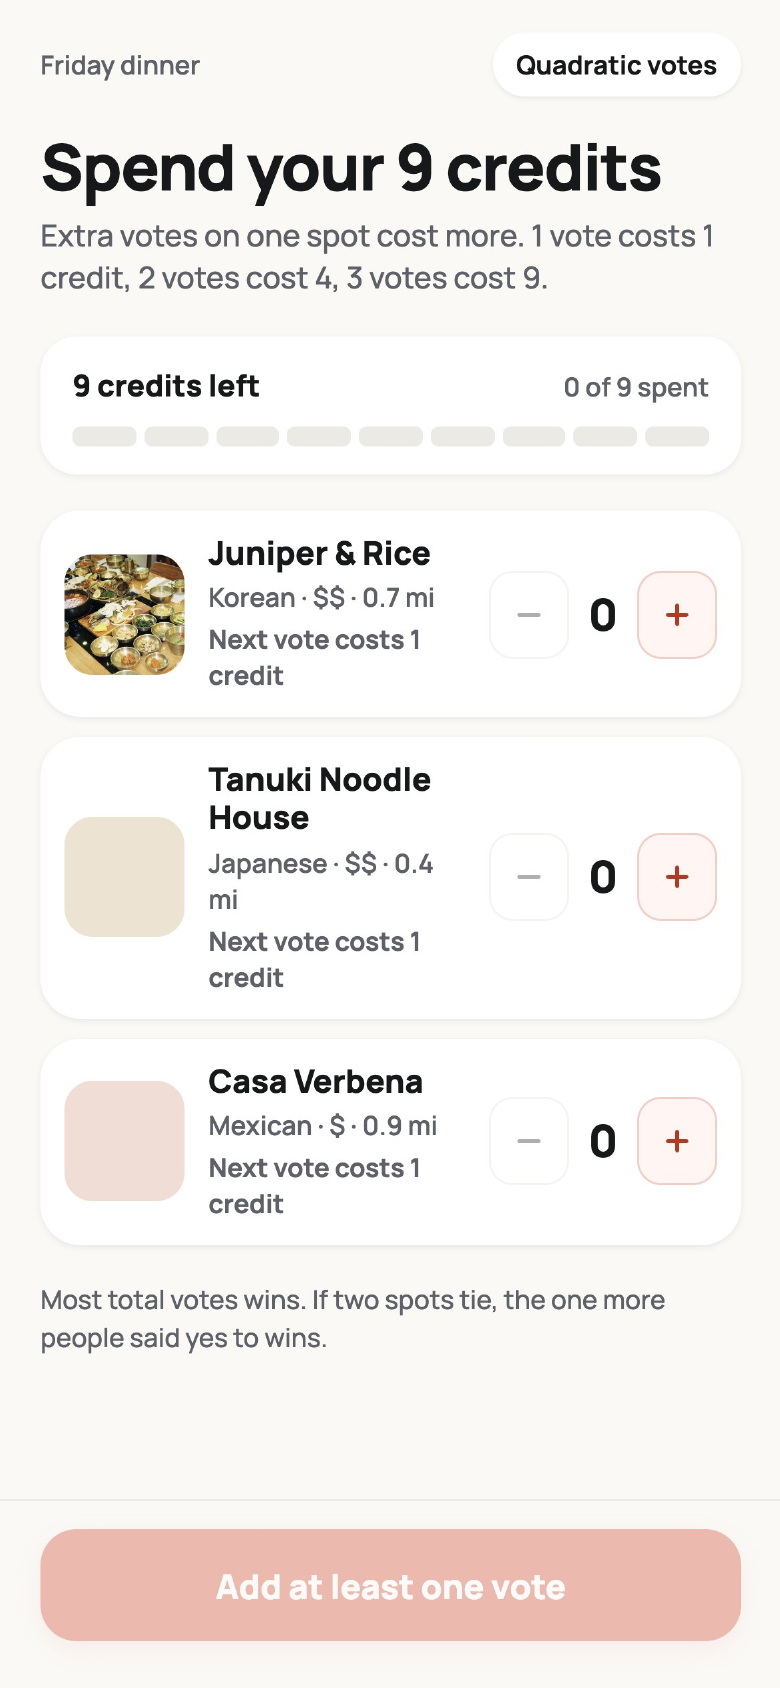 Friday dinner
Quadratic votes
Spend your 9 credits
Extra votes on one spot cost more. 1 vote costs 1
credit, 2 votes cost 4, 3 votes cost 9.
9 credits left
0 of 9 spent
Juniper & Rice
Korean · $$ · 0.7 mi
Next vote costs 1
credit
− 0 +
Tanuki Noodle
House
Japanese · $$ · 0.4
mi
Next vote costs 1
credit
− 0 +
Casa Verbena
Mexican · $ · 0.9 mi
Next vote costs 1
credit
− 0 +
Most total votes wins. If two spots tie, the one more
people said yes to wins.
Add at least one vote